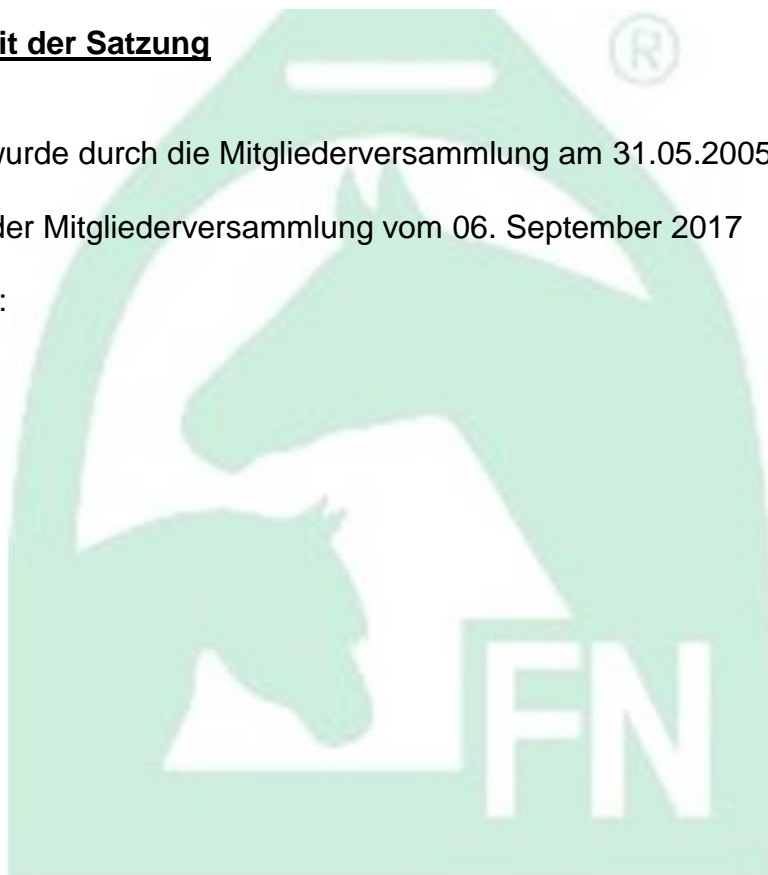 it der Satzung
®
wurde durch die Mitgliederversammlung am 31.05.2005
der Mitgliederversammlung vom 06. September 2017
:
FN